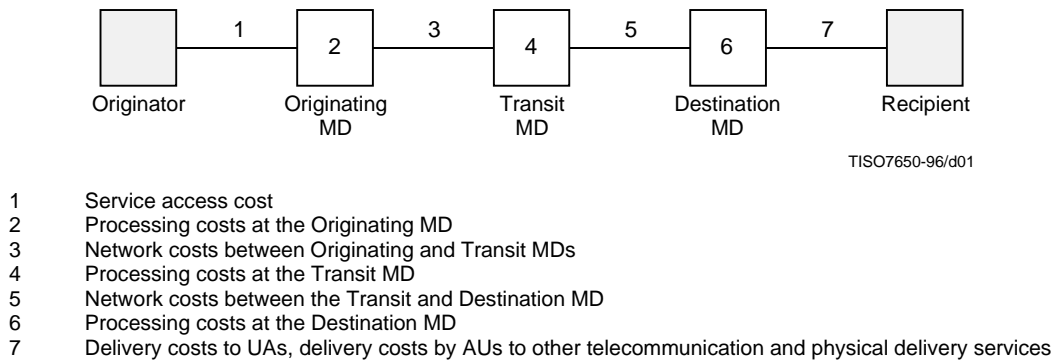 1 3 5 7
2 4 6
Originator Originating Transit Destination Recipient
MD MD MD
TISO7650-96/d01
1 Service access cost
2 Processing costs at the Originating MD
3 Network costs between Originating and Transit MDs
4 Processing costs at the Transit MD
5 Network costs between the Transit and Destination MD
6 Processing costs at the Destination MD
7 Delivery costs to UAs, delivery costs by AUs to other telecommunication and physical delivery services